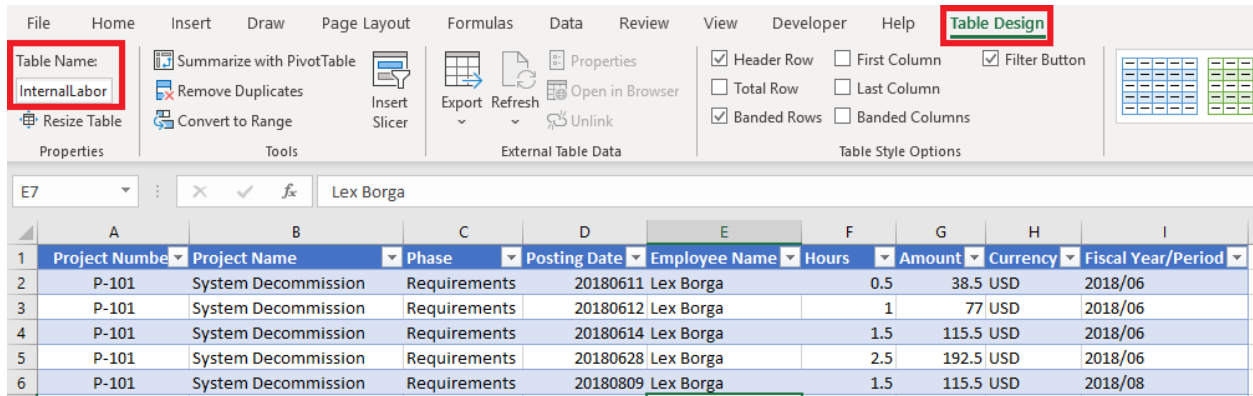 File Home Insert Draw Page Layout Formulas Data Review View Developer Help Table Design
Table Name:
InternalLabor
Resize Table
Properties
Summarize with PivotTable
Remove Duplicates
Convert to Range
Insert
Slicer
Tools
Export Refresh
Properties
Open in Browser
Unlink
External Table Data
Header Row First Column Filter Button
Total Row Last Column
Banded Rows Banded Columns
Table Style Options
E7 fx Lex Borga
A B C D E F G H I
1 Project Numbe Project Name Phase Posting Date Employee Name Hours Amount Currency Fiscal Year/Period
2 P-101 System Decommission Requirements 20180611 Lex Borga 0.5 38.5 USD 2018/06
3 P-101 System Decommission Requirements 20180612 Lex Borga 1 77 USD 2018/06
4 P-101 System Decommission Requirements 20180614 Lex Borga 1.5 115.5 USD 2018/06
5 P-101 System Decommission Requirements 20180628 Lex Borga 2.5 192.5 USD 2018/06
6 P-101 System Decommission Requirements 20180809 Lex Borga 1.5 115.5 USD 2018/08